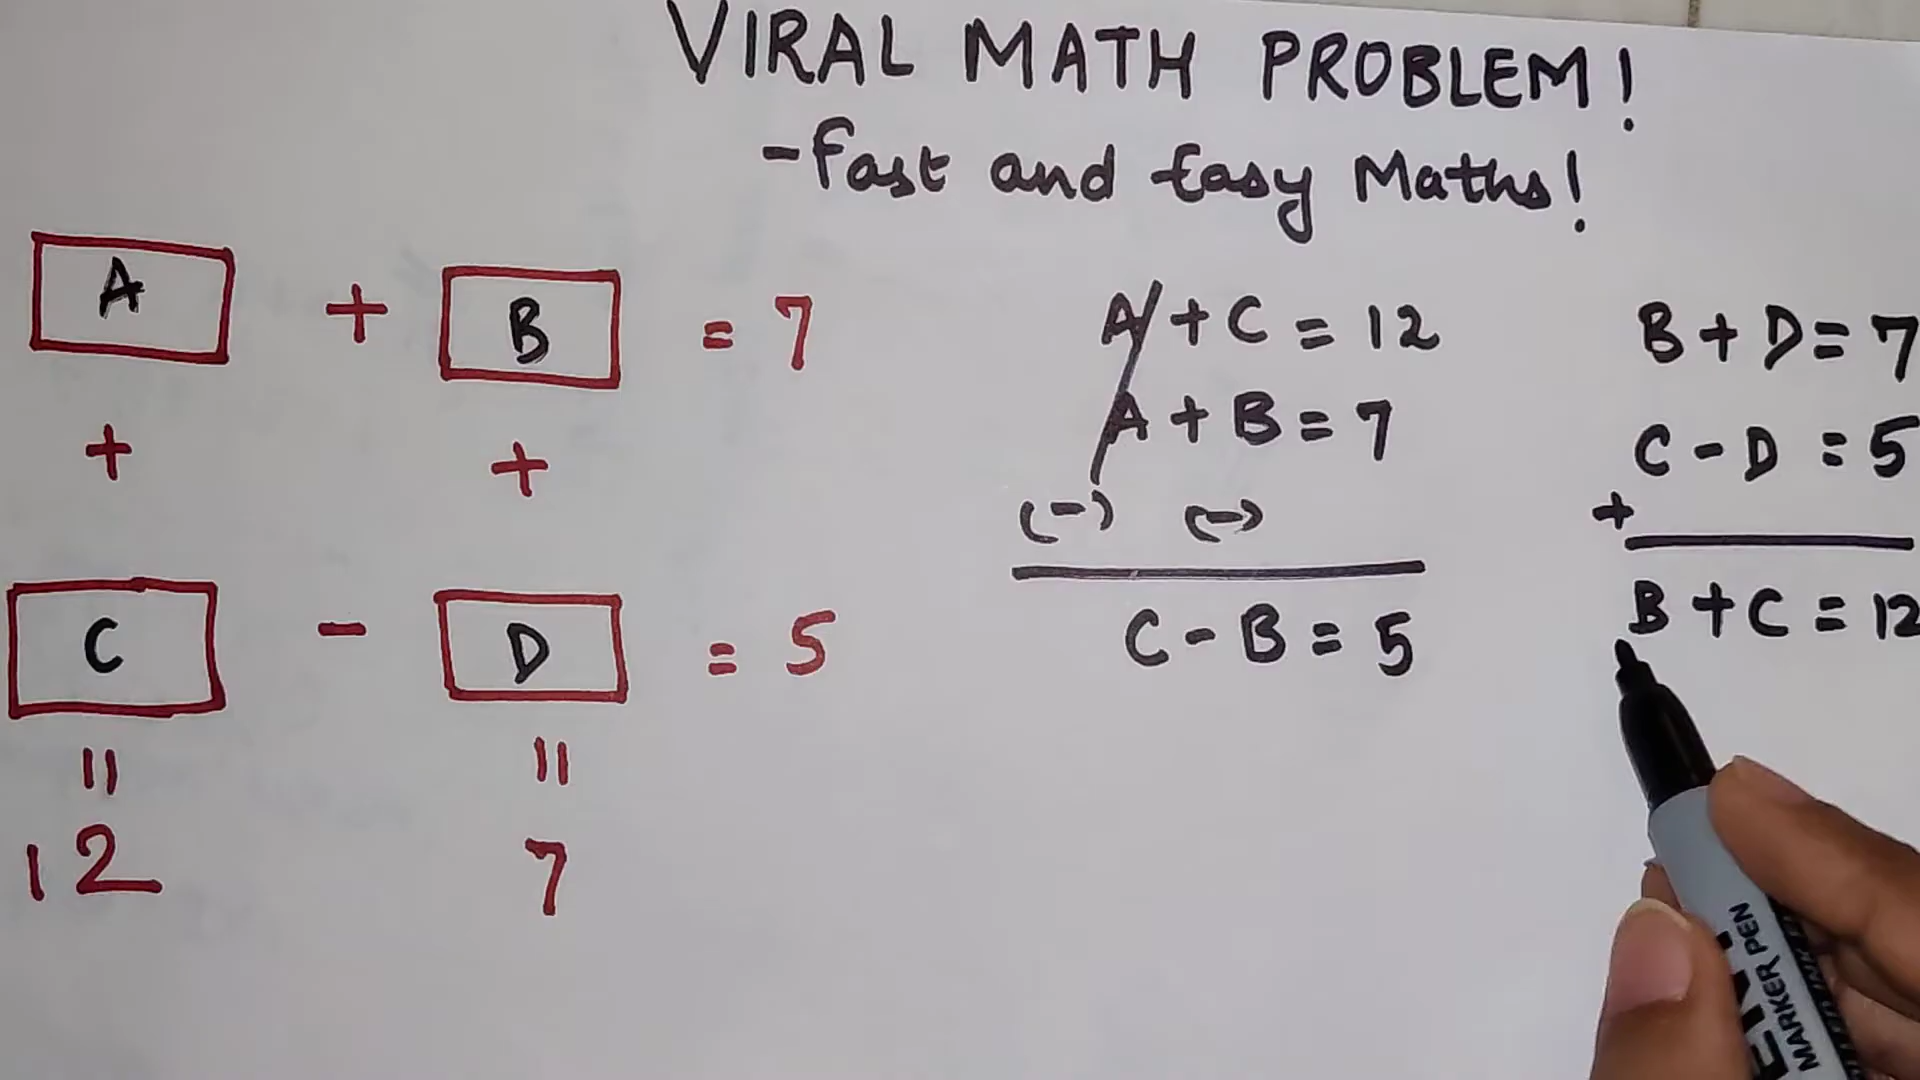 VIRAL MATH PROBLEM!
- Fast and Easy Maths!
A + B = 7
+ +
C - D = 5
= =
12 7
A + C = 12
A + B = 7
(-) (-)
C - B = 5
B + D = 7
C - D = 5
+
B + C = 12
MARKER PEN